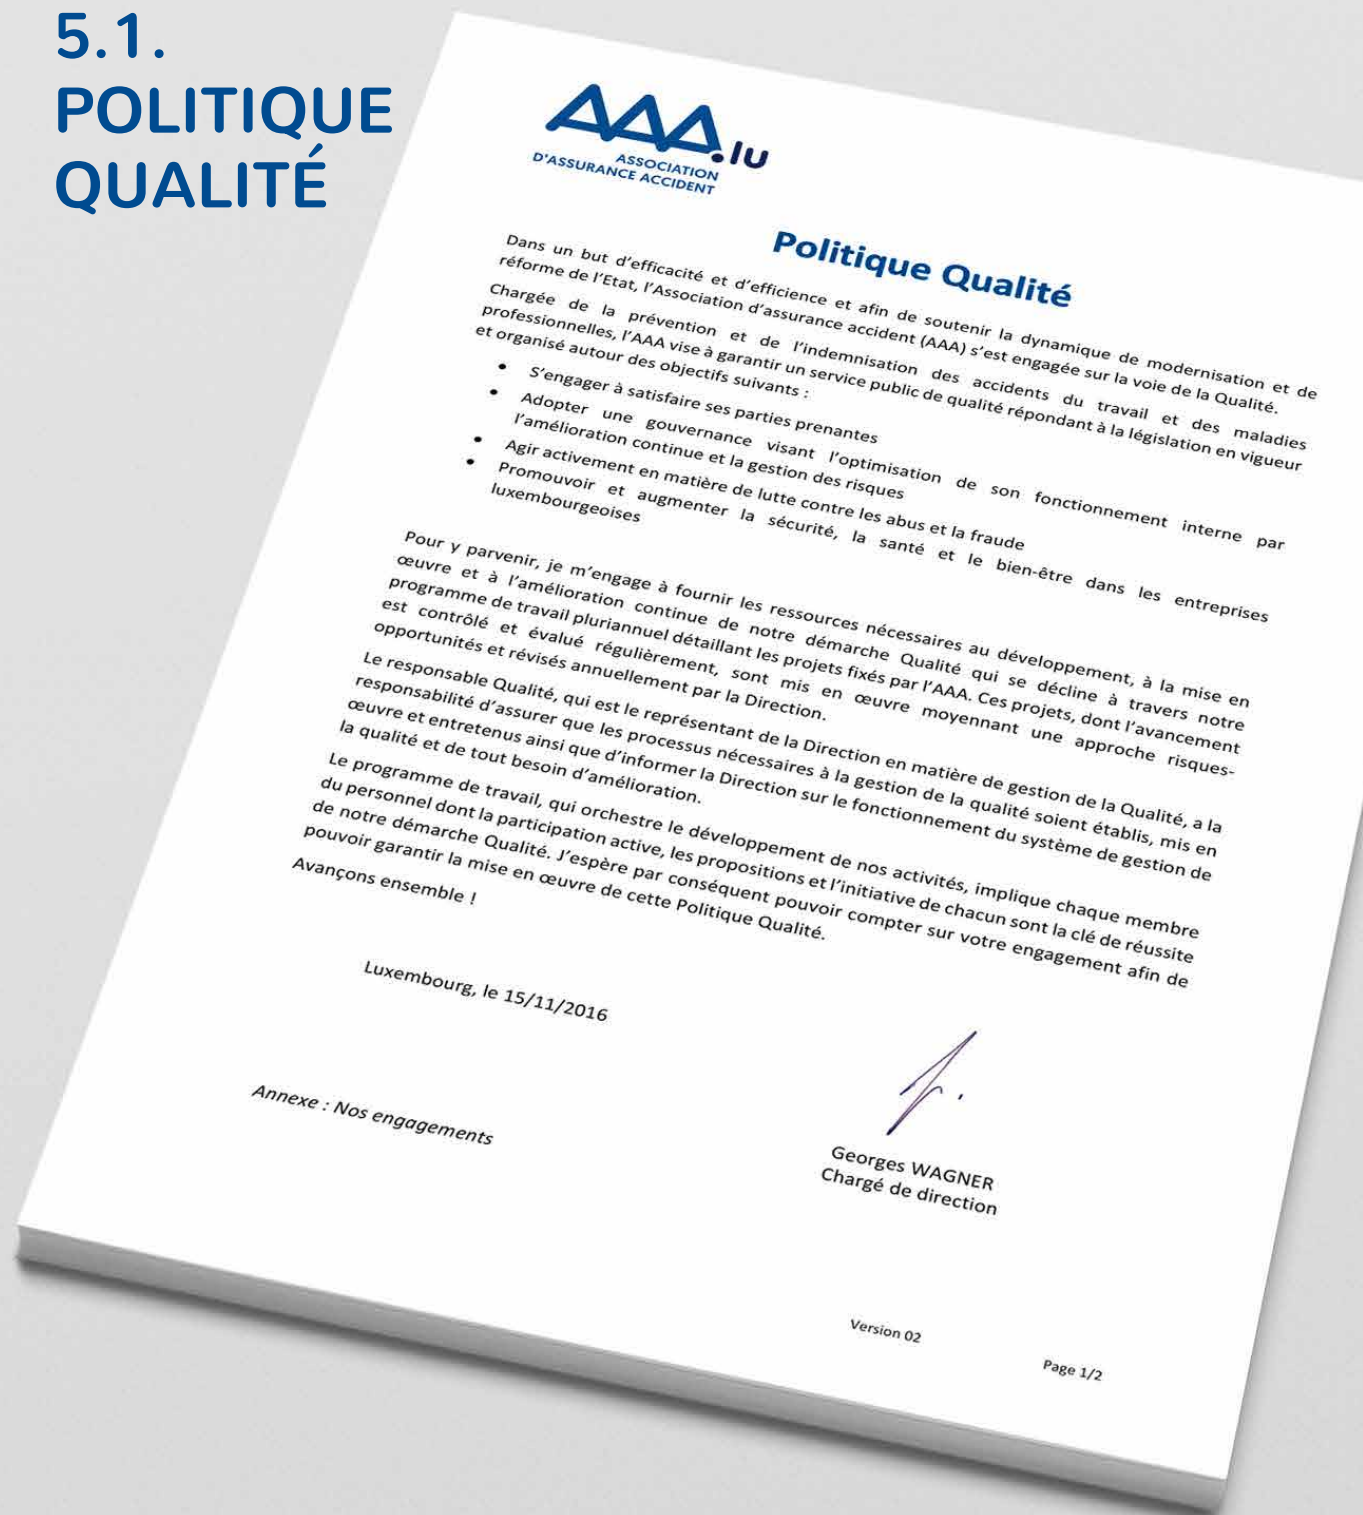 5.1.
POLITIQUE
QUALITÉ
AAA.lu
ASSOCIATION
D'ASSURANCE ACCIDENT
Politique Qualité
Dans un but d'efficacité et d'efficience et afin de soutenir la dynamique de modernisation et de
réforme de l'Etat, l'Association d'assurance accident (AAA) s'est engagée sur la voie de la Qualité.
Chargée de la prévention et de l'indemnisation des accidents du travail et des maladies
professionnelles, l'AAA vise à garantir un service public de qualité répondant à la législation en vigueur
et organisé autour des objectifs suivants :
• S'engager à satisfaire ses parties prenantes
• Adopter une gouvernance visant l'optimisation de son fonctionnement interne par
l'amélioration continue et la gestion des risques
• Agir activement en matière de lutte contre les abus et la fraude
• Promouvoir et augmenter la sécurité, la santé et le bien-être dans les entreprises
luxembourgeoises
Pour y parvenir, je m'engage à fournir les ressources nécessaires au développement, à la mise en
œuvre et à l'amélioration continue de notre démarche Qualité qui se décline à travers notre
programme de travail pluriannuel détaillant les projets fixés par l'AAA. Ces projets, dont l'avancement
est contrôlé et évalué régulièrement, sont mis en œuvre moyennant une approche risques-
opportunités et révisés annuellement par la Direction.
Le responsable Qualité, qui est le représentant de la Direction en matière de gestion de la Qualité, a la
responsabilité d'assurer que les processus nécessaires à la gestion de la qualité soient établis, mis en
œuvre et entretenus ainsi que d'informer la Direction sur le fonctionnement du système de gestion de
la qualité et de tout besoin d'amélioration.
Le programme de travail, qui orchestre le développement de nos activités, implique chaque membre
du personnel dont la participation active, les propositions et l'initiative de chacun sont la clé de réussite
de notre démarche Qualité. J'espère par conséquent pouvoir compter sur votre engagement afin de
pouvoir garantir la mise en œuvre de cette Politique Qualité.
Avançons ensemble !
Luxembourg, le 15/11/2016
Georges WAGNER
Chargé de direction
Annexe : Nos engagements
Version 02
Page 1/2